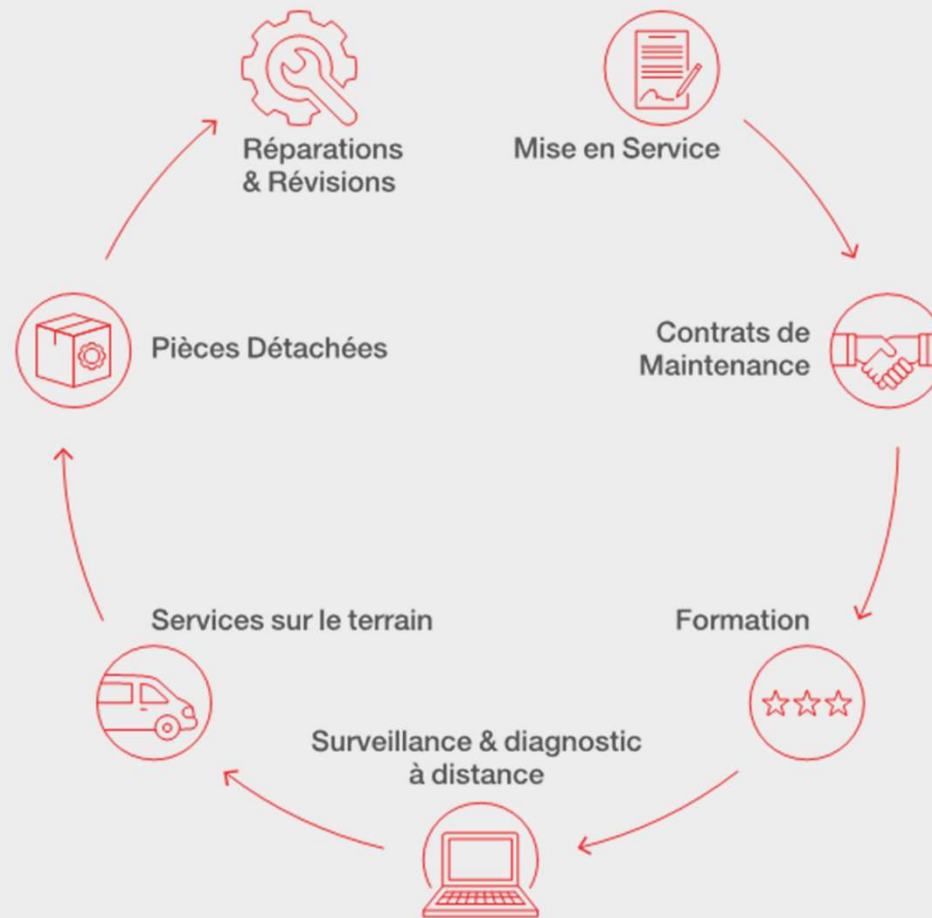 Réparations
& Révisions
Mise en Service
Pièces Détachées
Contrats de
Maintenance
Services sur le terrain
Formation
Surveillance & diagnostic
à distance